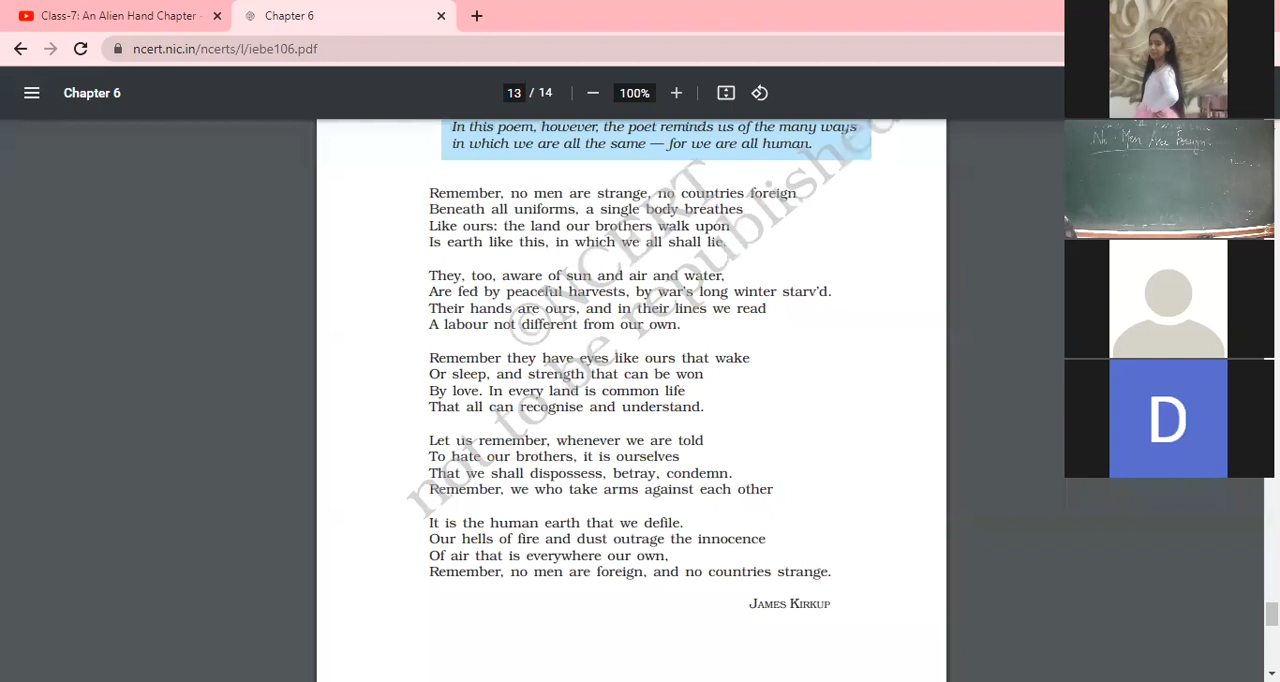 Class-7: An Alien Hand Chapter
Chapter 6
ncert.nic.in/ncerts/l/iebe106.pdf
Chapter 6
13 / 14
100%
In this poem, however, the poet reminds us of the many ways
in which we are all the same — for we are all human.
Remember, no men are strange, no countries foreign
Beneath all uniforms, a single body breathes
Like ours: the land our brothers walk upon
Is earth like this, in which we all shall lie.
They, too, aware of sun and air and water,
Are fed by peaceful harvests, by war's long winter starv'd.
Their hands are ours, and in their lines we read
A labour not different from our own.
Remember they have eyes like ours that wake
Or sleep, and strength that can be won
By love. In every land is common life
That all can recognise and understand.
Let us remember, whenever we are told
To hate our brothers, it is ourselves
That we shall dispossess, betray, condemn.
Remember, we who take arms against each other
It is the human earth that we defile.
Our hells of fire and dust outrage the innocence
Of air that is everywhere our own,
Remember, no men are foreign, and no countries strange.
JAMES KIRKUP
©NCERT
not to be republished
No Men Are Foreign
D